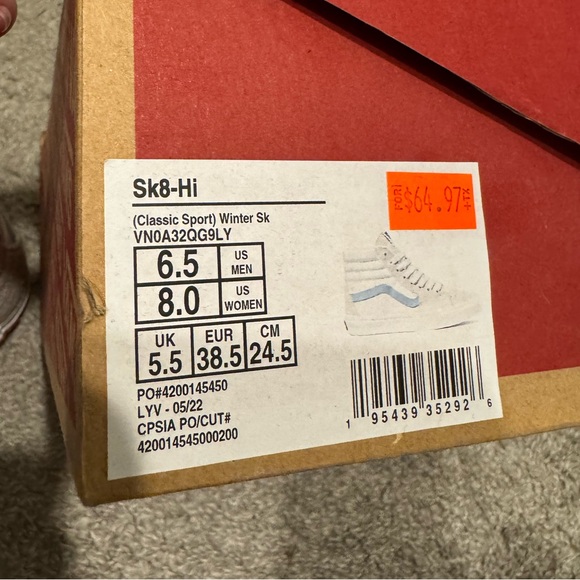 Sk8-Hi
(Classic Sport) Winter Sk
VN0A32QG9LY
6.5 US MEN
8.0 US WOMEN
UK EUR CM
5.5 38.5 24.5
PO#4200145450
LYV - 05/22
CPSIA PO/CUT#
420014545000200
$64.97 +TX
1 95439 35292 6